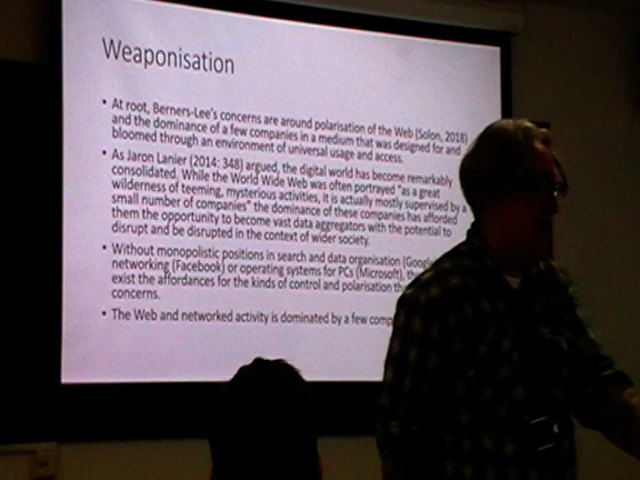 Weaponisation
• At root, Berners-Lee's concerns are around polarisation of the Web (Solon, 2018)
and the dominance of a few companies in a medium that was designed for and
bloomed through an environment of universal usage and access.
• As Jaron Lanier (2014: 348) argued, the digital world has become remarkably
consolidated. While the World Wide Web was often portrayed "as a great
wilderness of teeming, mysterious activities, it is actually mostly supervised by a
small number of companies" the dominance of these companies has afforded
them the opportunity to become vast data aggregators with the potential to
disrupt and be disrupted in the context of wider society.
• Without monopolistic positions in search and data organisation (Google
networking (Facebook) or operating systems for PCs (Microsoft),
exist the affordances for the kinds of control and polarisation
concerns.
• The Web and networked activity is dominated by a few